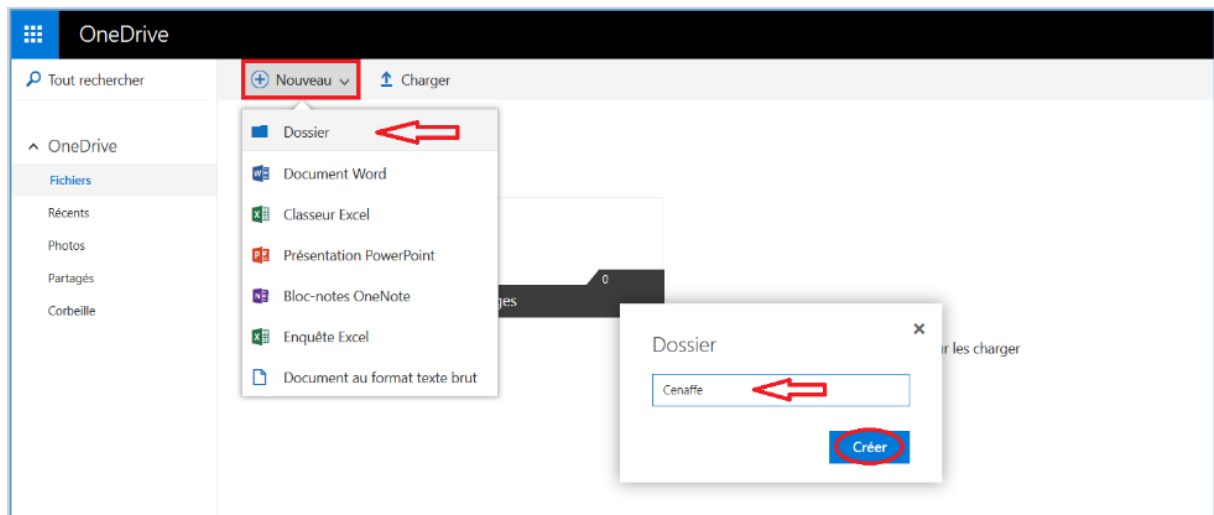 OneDrive
Tout rechercher
Nouveau
Charger
OneDrive
Fichiers
Récents
Photos
Partagés
Corbeille
Dossier
Document Word
Classeur Excel
Présentation PowerPoint
Bloc-notes OneNote
Enquête Excel
Document au format texte brut
0
Dossier
Cenaffe
Créer
les charger